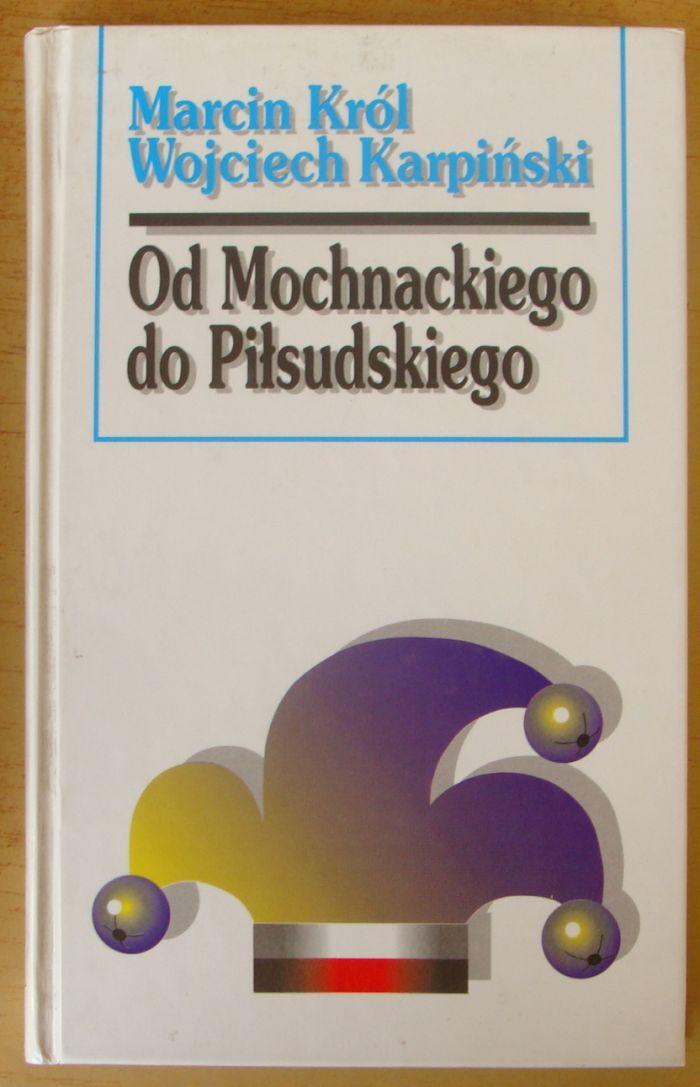 Marcin Król
Wojciech Karpiński
Od Mochnackiego
do Piłsudskiego